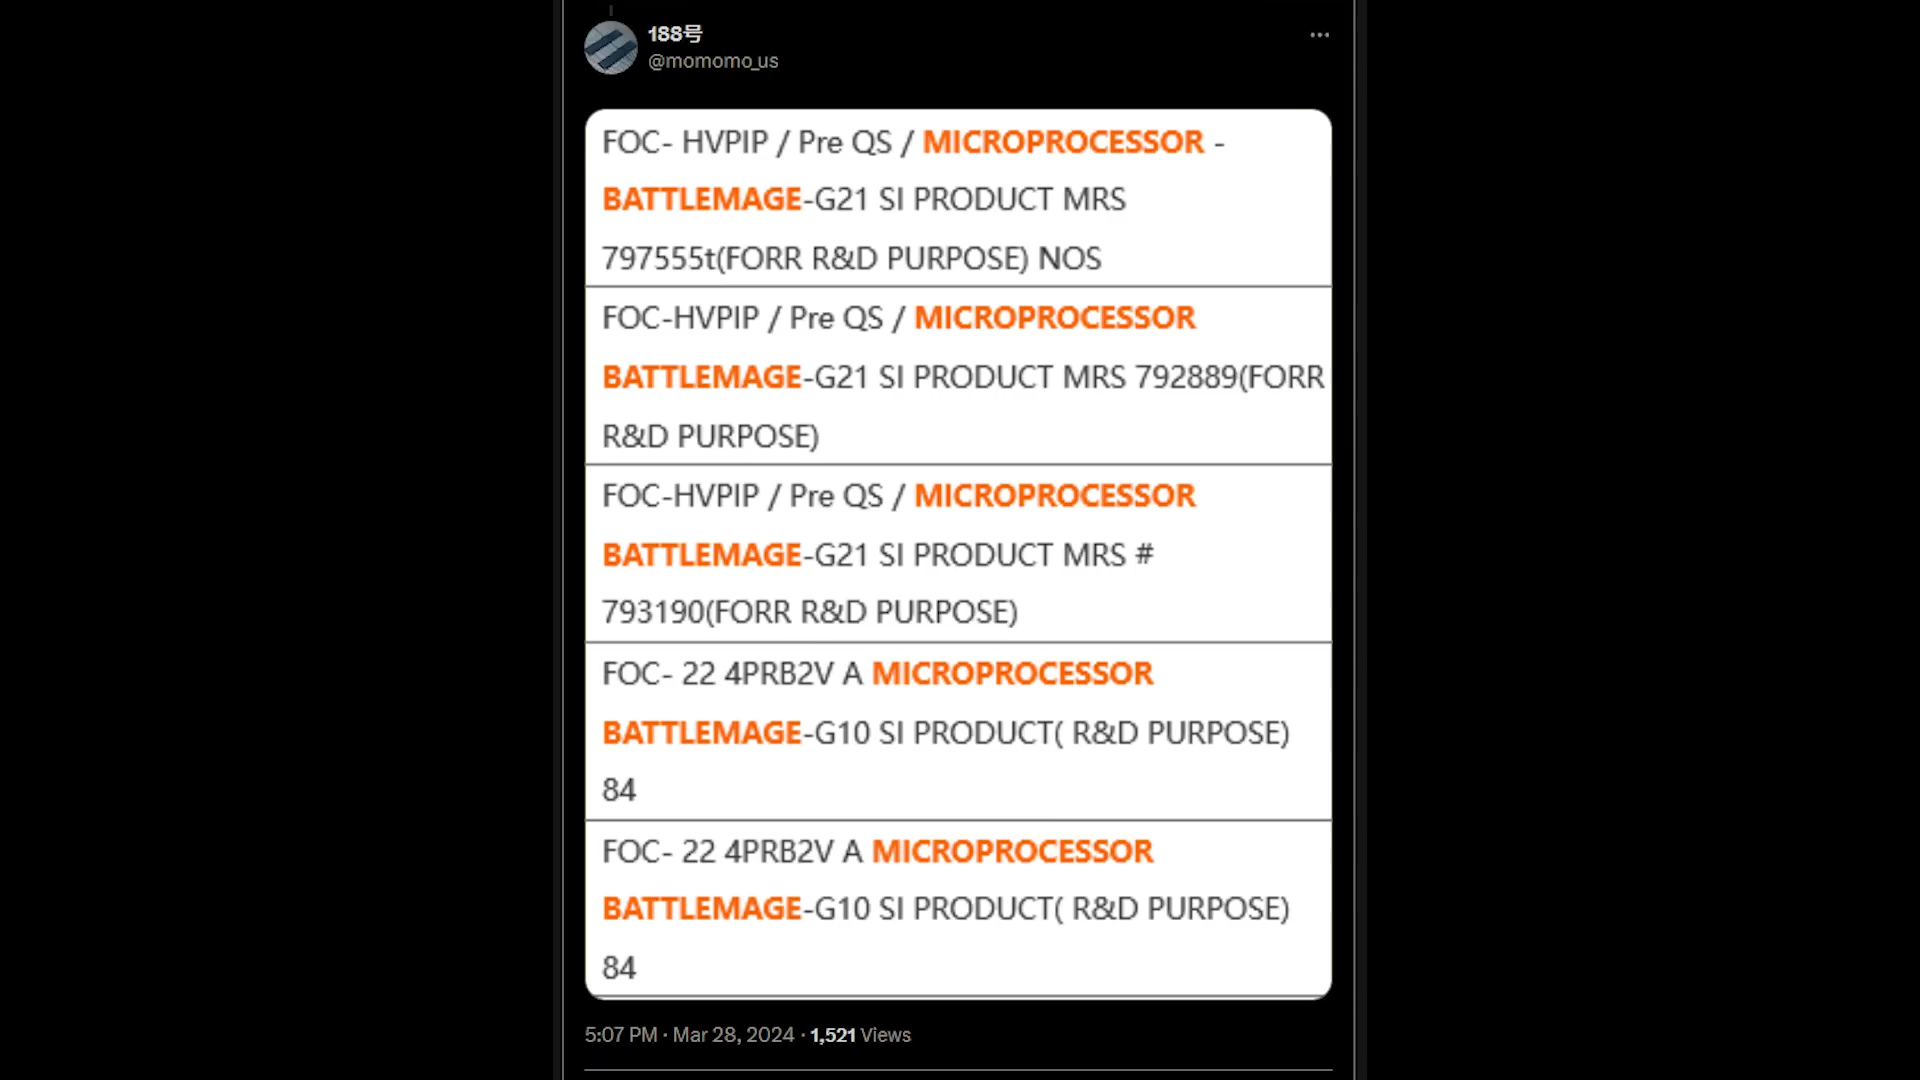 188号
@momomo_us
FOC- HVPIP / Pre QS / MICROPROCESSOR -
BATTLEMAGE-G21 SI PRODUCT MRS
797555t(FORR R&D PURPOSE) NOS
FOC-HVPIP / Pre QS / MICROPROCESSOR
BATTLEMAGE-G21 SI PRODUCT MRS 792889(FORR
R&D PURPOSE)
FOC-HVPIP / Pre QS / MICROPROCESSOR
BATTLEMAGE-G21 SI PRODUCT MRS #
793190(FORR R&D PURPOSE)
FOC- 22 4PRB2V A MICROPROCESSOR
BATTLEMAGE-G10 SI PRODUCT( R&D PURPOSE)
84
FOC- 22 4PRB2V A MICROPROCESSOR
BATTLEMAGE-G10 SI PRODUCT( R&D PURPOSE)
84
5:07 PM · Mar 28, 2024 · 1,521 Views